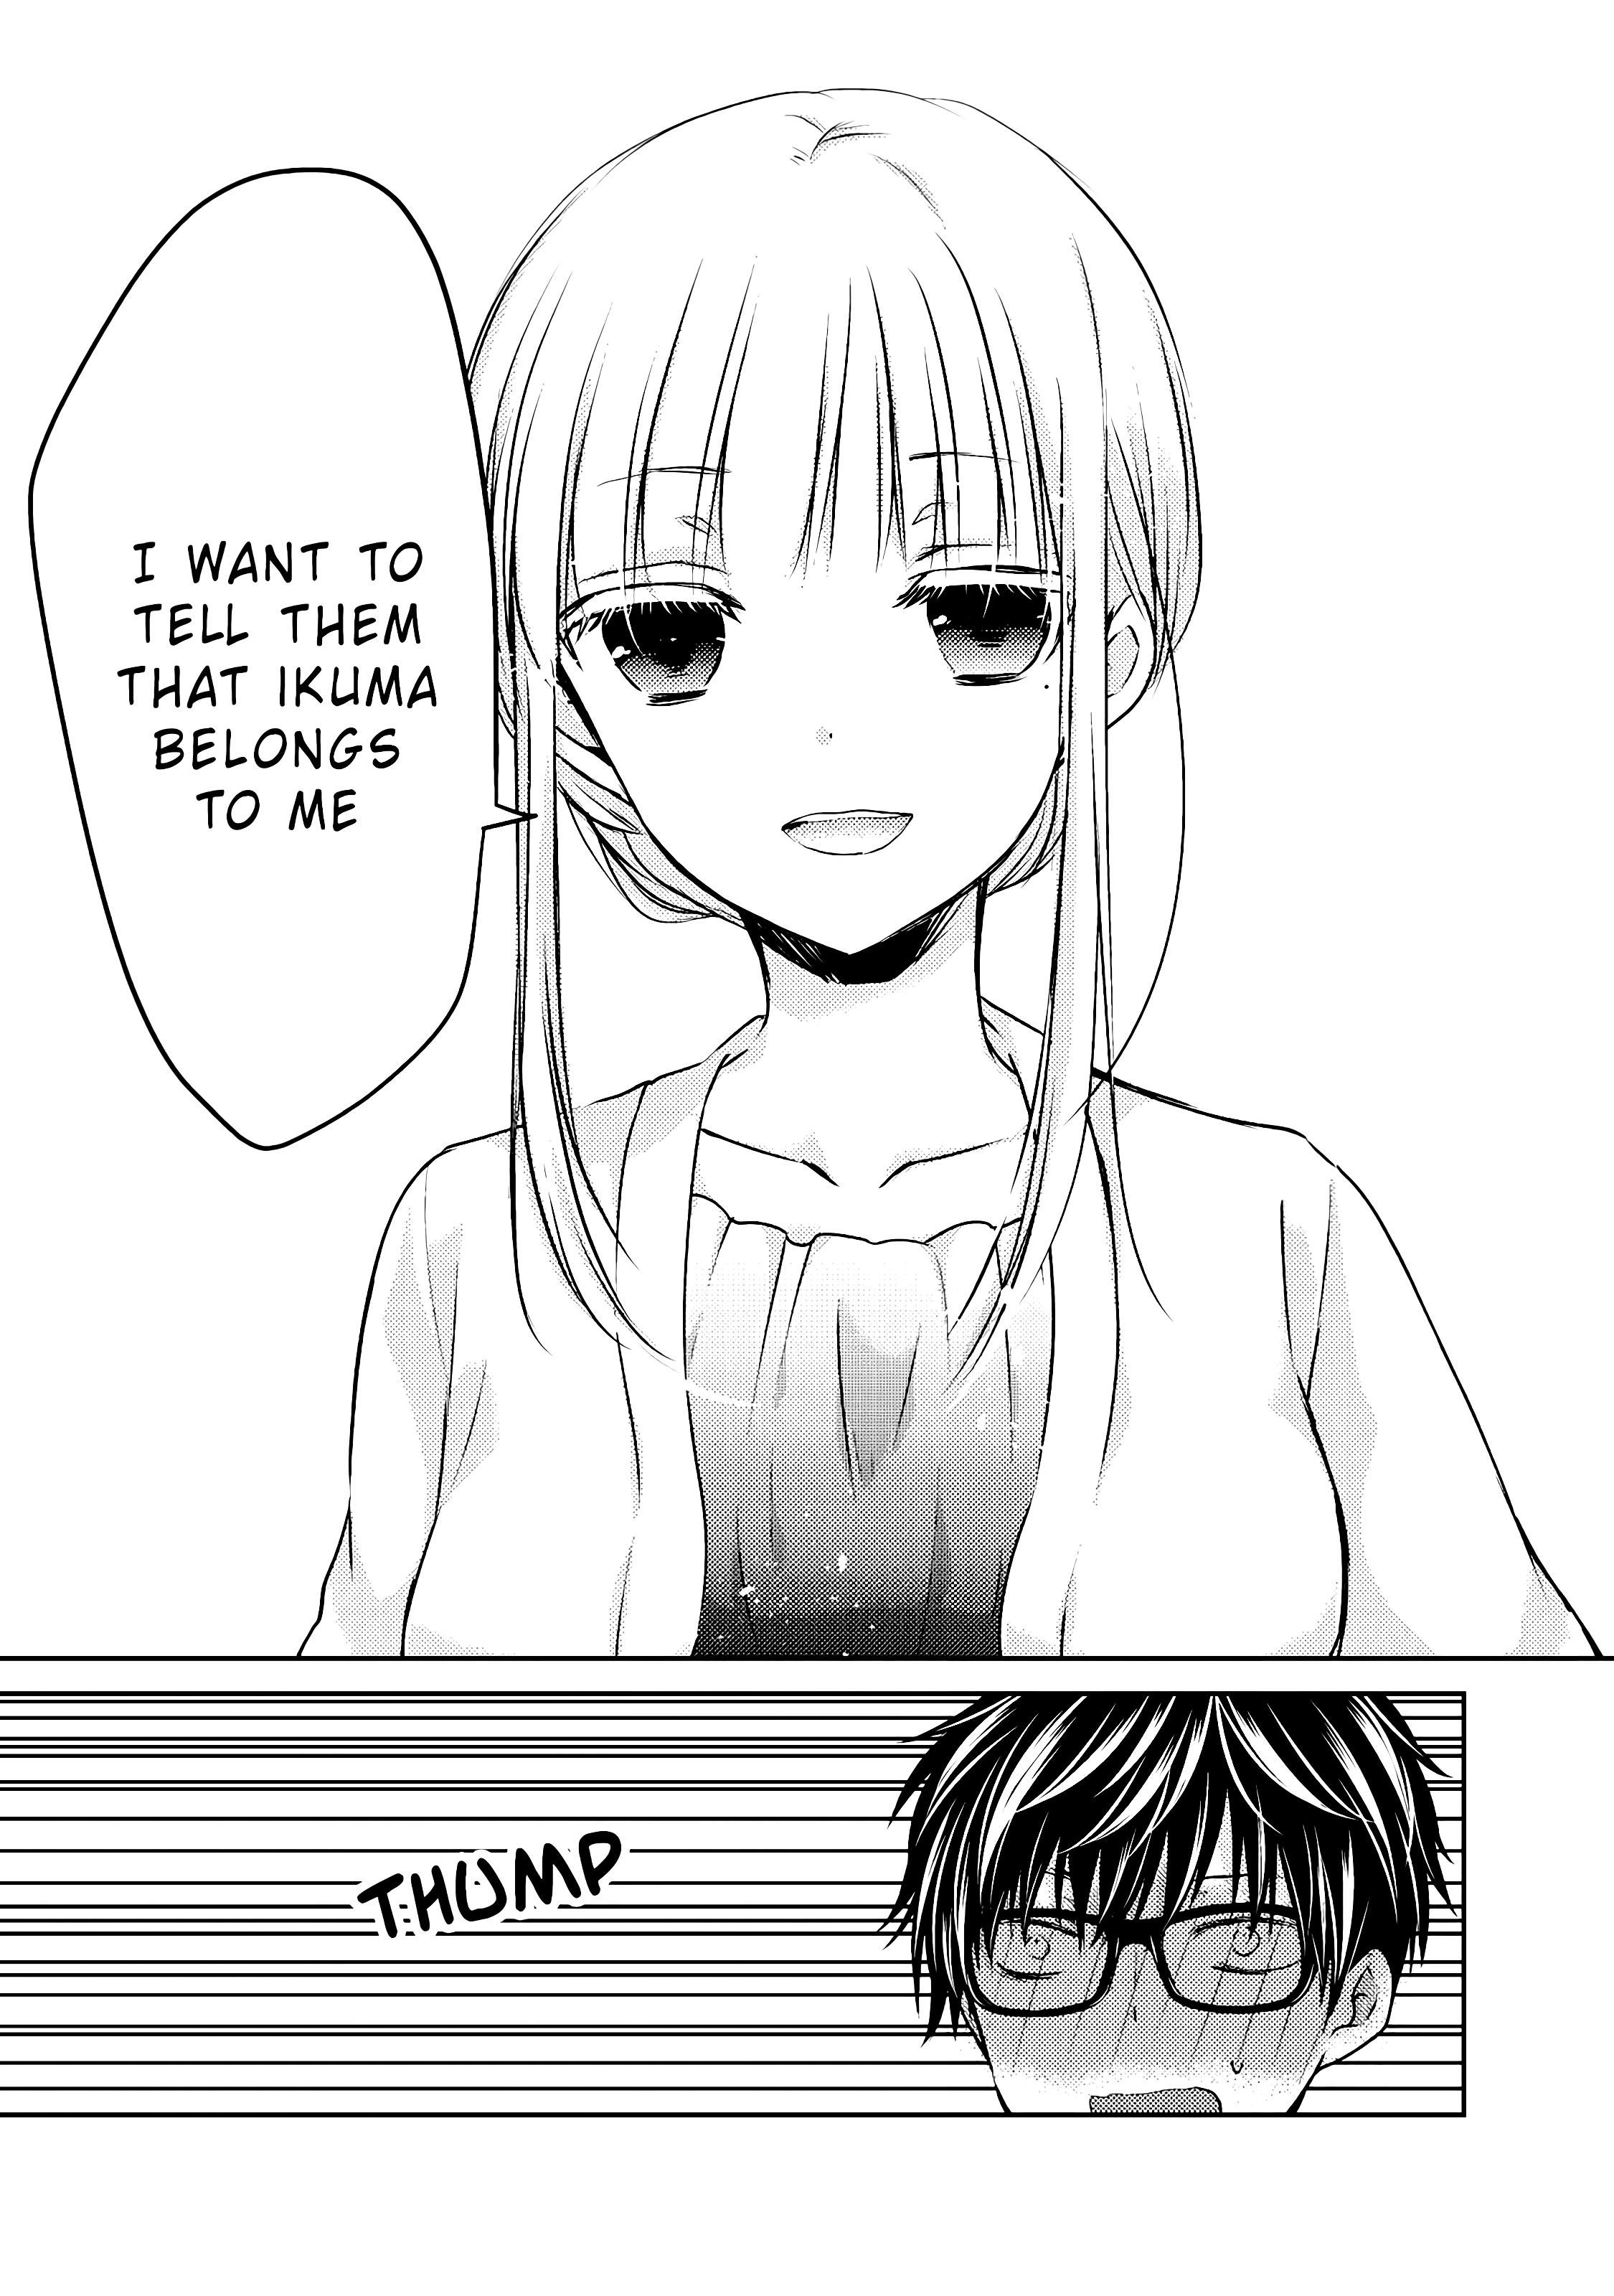 I WANT TO
TELL THEM
THAT IKUMA
BELONGS
TO ME
THUMP